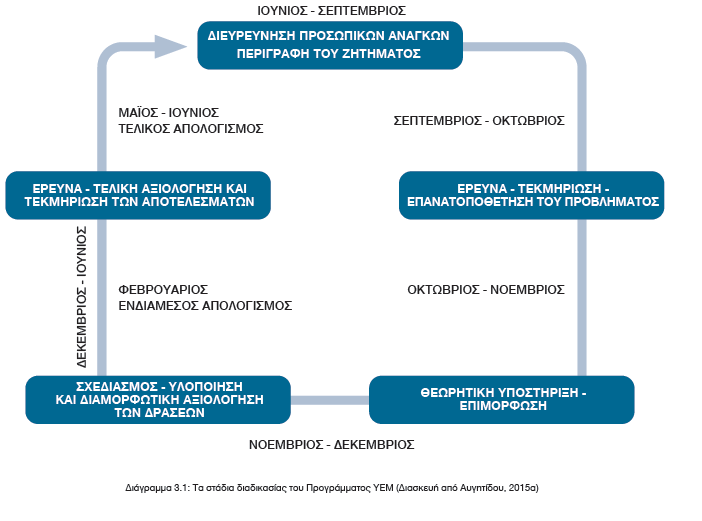 ΙΟΥΝΙΟΣ - ΣΕΠΤΕΜΒΡΙΟΣ
ΔΙΕΥΡΕΥΝΗΣΗ ΠΡΟΣΩΠΙΚΩΝ ΑΝΑΓΚΩΝ
ΠΕΡΙΓΡΑΦΗ ΤΟΥ ΖΗΤΗΜΑΤΟΣ
ΣΕΠΤΕΜΒΡΙΟΣ - ΟΚΤΩΒΡΙΟΣ
ΕΡΕΥΝΑ - ΤΕΚΜΗΡΙΩΣΗ -
ΕΠΑΝΑΤΟΠΟΘΕΤΗΣΗ ΤΟΥ ΠΡΟΒΛΗΜΑΤΟΣ
ΟΚΤΩΒΡΙΟΣ - ΝΟΕΜΒΡΙΟΣ
ΘΕΩΡΗΤΙΚΗ ΥΠΟΣΤΗΡΙΞΗ -
ΕΠΙΜΟΡΦΩΣΗ
ΝΟΕΜΒΡΙΟΣ - ΔΕΚΕΜΒΡΙΟΣ
ΣΧΕΔΙΑΣΜΟΣ - ΥΛΟΠΟΙΗΣΗ
ΚΑΙ ΔΙΑΜΟΡΦΩΤΙΚΗ ΑΞΙΟΛΟΓΗΣΗ
ΤΩΝ ΔΡΑΣΕΩΝ
ΔΕΚΕΜΒΡΙΟΣ - ΙΟΥΝΙΟΣ
ΦΕΒΡΟΥΑΡΙΟΣ
ΕΝΔΙΑΜΕΣΟΣ ΑΠΟΛΟΓΙΣΜΟΣ
ΕΡΕΥΝΑ - ΤΕΛΙΚΗ ΑΞΙΟΛΟΓΗΣΗ ΚΑΙ
ΤΕΚΜΗΡΙΩΣΗ ΤΩΝ ΑΠΟΤΕΛΕΣΜΑΤΩΝ
ΜΑΪΟΣ - ΙΟΥΝΙΟΣ
ΤΕΛΙΚΟΣ ΑΠΟΛΟΓΙΣΜΟΣ
Διάγραμμα 3.1: Τα στάδια διαδικασίας του Προγράμματος ΥΕΜ (Διασκευή από Αυγητίδου, 2015α)